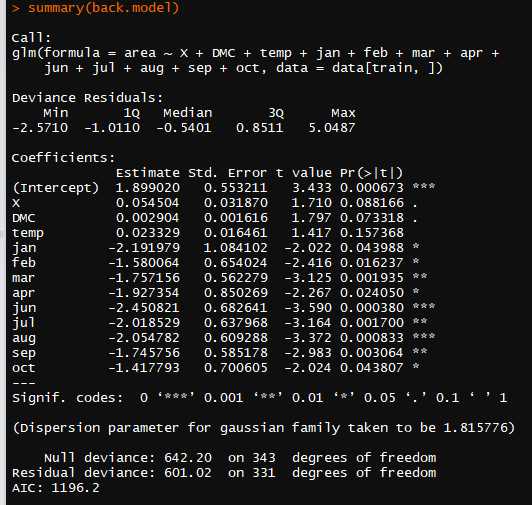 > summary(back.model)

Call:
glm(formula = area ~ X + DMC + temp + jan + feb + mar + apr +
    jun + jul + aug + sep + oct, data = data[train, ])

Deviance Residuals:
    Min       1Q   Median       3Q      Max
-2.5710  -1.0110  -0.5401   0.8511   5.0487

Coefficients:
             Estimate Std. Error t value Pr(>|t|)
(Intercept)  1.899020   0.553211   3.433 0.000673 ***
X            0.054504   0.031870   1.710 0.088166 .
DMC          0.002904   0.001616   1.797 0.073318 .
temp         0.023329   0.016461   1.417 0.157368
jan         -2.191979   1.084102  -2.022 0.043988 *
feb         -1.580064   0.654024  -2.416 0.016237 *
mar         -1.757156   0.562279  -3.125 0.001935 **
apr         -1.927354   0.850269  -2.267 0.024050 *
jun         -2.450821   0.682641  -3.590 0.000380 ***
jul         -2.018529   0.637968  -3.164 0.001700 **
aug         -2.054782   0.609288  -3.372 0.000833 ***
sep         -1.745756   0.585178  -2.983 0.003064 **
oct         -1.417793   0.700605  -2.024 0.043807 *
---
Signif. codes:  0 ‘***’ 0.001 ‘**’ 0.01 ‘*’ 0.05 ‘.’ 0.1 ‘ ’ 1

(Dispersion parameter for gaussian family taken to be 1.815776)

    Null deviance: 642.20  on 343  degrees of freedom
Residual deviance: 601.02  on 331  degrees of freedom
AIC: 1196.2